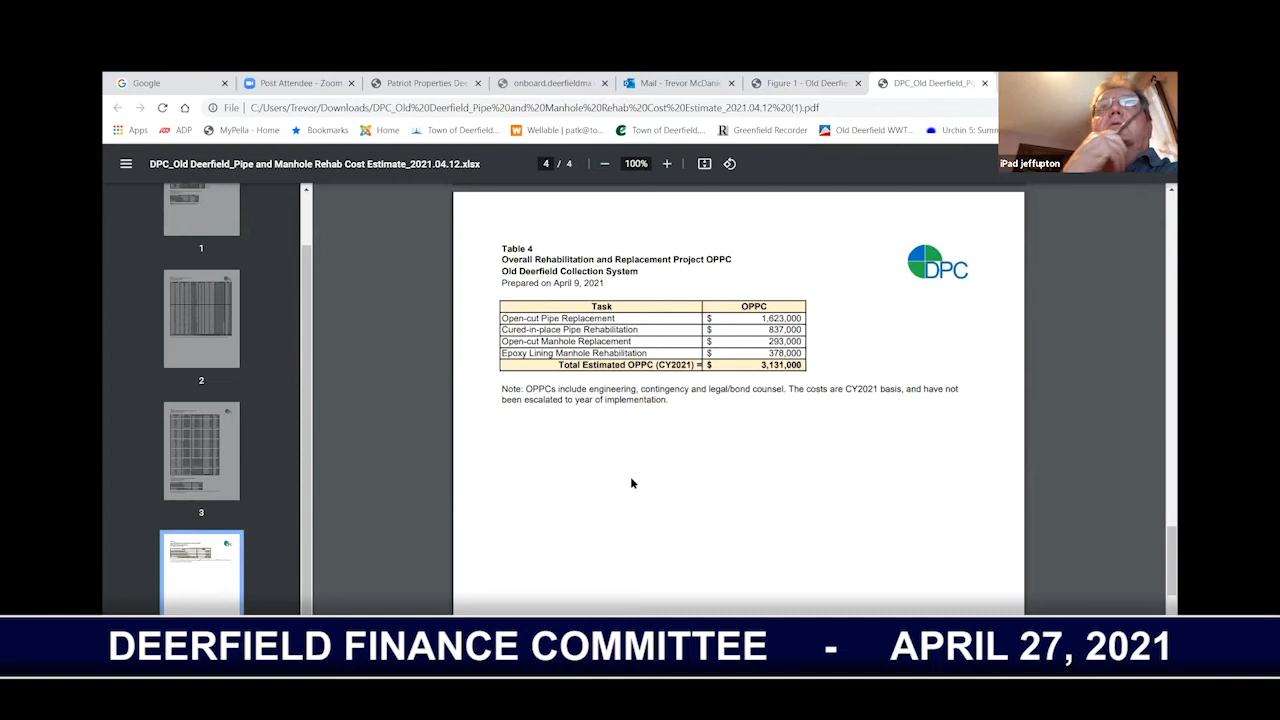 Google
Post Attendee - Zoom
Patriot Properties Dee
onboard.deerfieldma
Mail - Trevor McDani
Figure 1 - Old Deerfie
DPC_Old Deerfield_Pi
File
C:/Users/Trevor/Downloads/DPC_Old%20Deerfield_Pipe%20and%20Manhole%20Rehab%20Cost%20Estimate_2021.04.12%20(1).pdf
Apps
ADP
MyPella - Home
Bookmarks
Home
Town of Deerfield...
Wellable | patk@to...
Town of Deerfield,...
Greenfield Recorder
Old Deerfield WWT...
Urchin 5: Summ
iPad jeffupton
DPC_Old Deerfield_Pipe and Manhole Rehab Cost Estimate_2021.04.12.xlsx
4 / 4
100%
1
2
3
Table 4
Overall Rehabilitation and Replacement Project OPPC
Old Deerfield Collection System
Prepared on April 9, 2021
DPC
Task OPPC
Open-cut Pipe Replacement $ 1,623,000
Cured-in-place Pipe Rehabilitation $ 837,000
Open-cut Manhole Replacement $ 293,000
Epoxy Lining Manhole Rehabilitation $ 378,000
Total Estimated OPPC (CY2021) = $ 3,131,000
Note: OPPCs include engineering, contingency and legal/bond counsel. The costs are CY2021 basis, and have not
been escalated to year of implementation.
DEERFIELD FINANCE COMMITTEE - APRIL 27, 2021